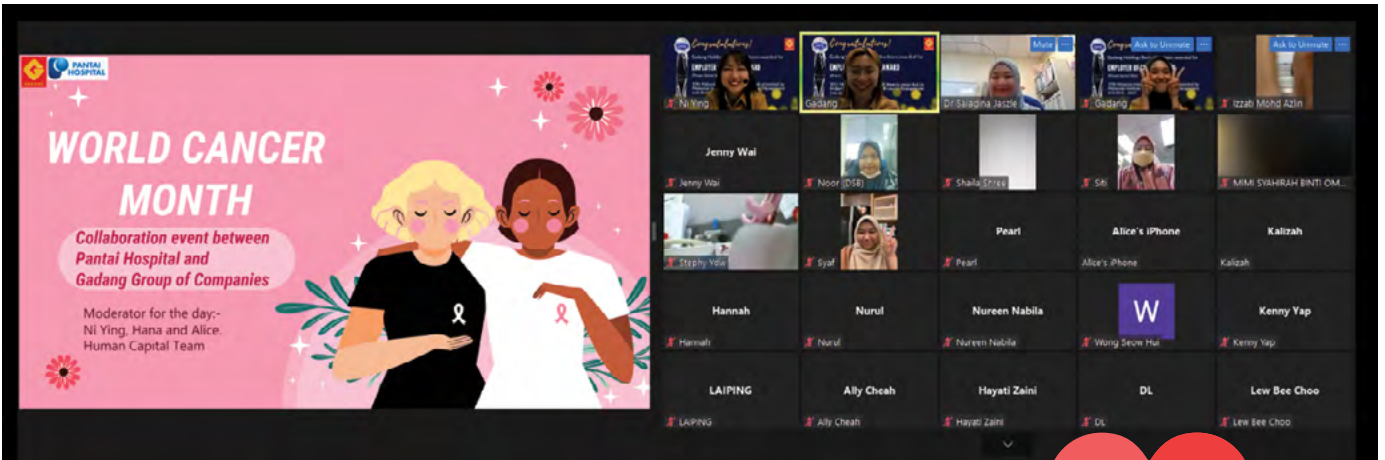 PANTAI
HOSPITAL
WORLD CANCER
MONTH
Collaboration event between
Pantai Hospital and
Gadang Group of Companies
Moderator for the day:-
Ni Ying, Hana and Alice.
Human Capital Team
Congratulations!
Ni Ying
Congratulations!
Gadang
Mute
Dr Saladina Jaszle
Ask to Unmute
Gadang
Ask to Unmute
Izzati Mohd Azlin
Jenny Wai
Jenny Wai
Noor (DSB)
Shaila Shree
Siti
MIMI SYAHIRAH BINTI OM...
Stephy Yow
Syaf
Pearl
Pearl
Alice's iPhone
Alice's iPhone
Kalizah
Kalizah
Hannah
Hannah
Nurul
Nurul
Nureen Nabila
Nureen Nabila
W
Wong Seow Hui
Kenny Yap
Kenny Yap
LAIPING
LAIPING
Ally Cheah
Ally Cheah
Hayati Zaini
Hayati Zaini
DL
DL
Lew Bee Choo
Lew Bee Choo